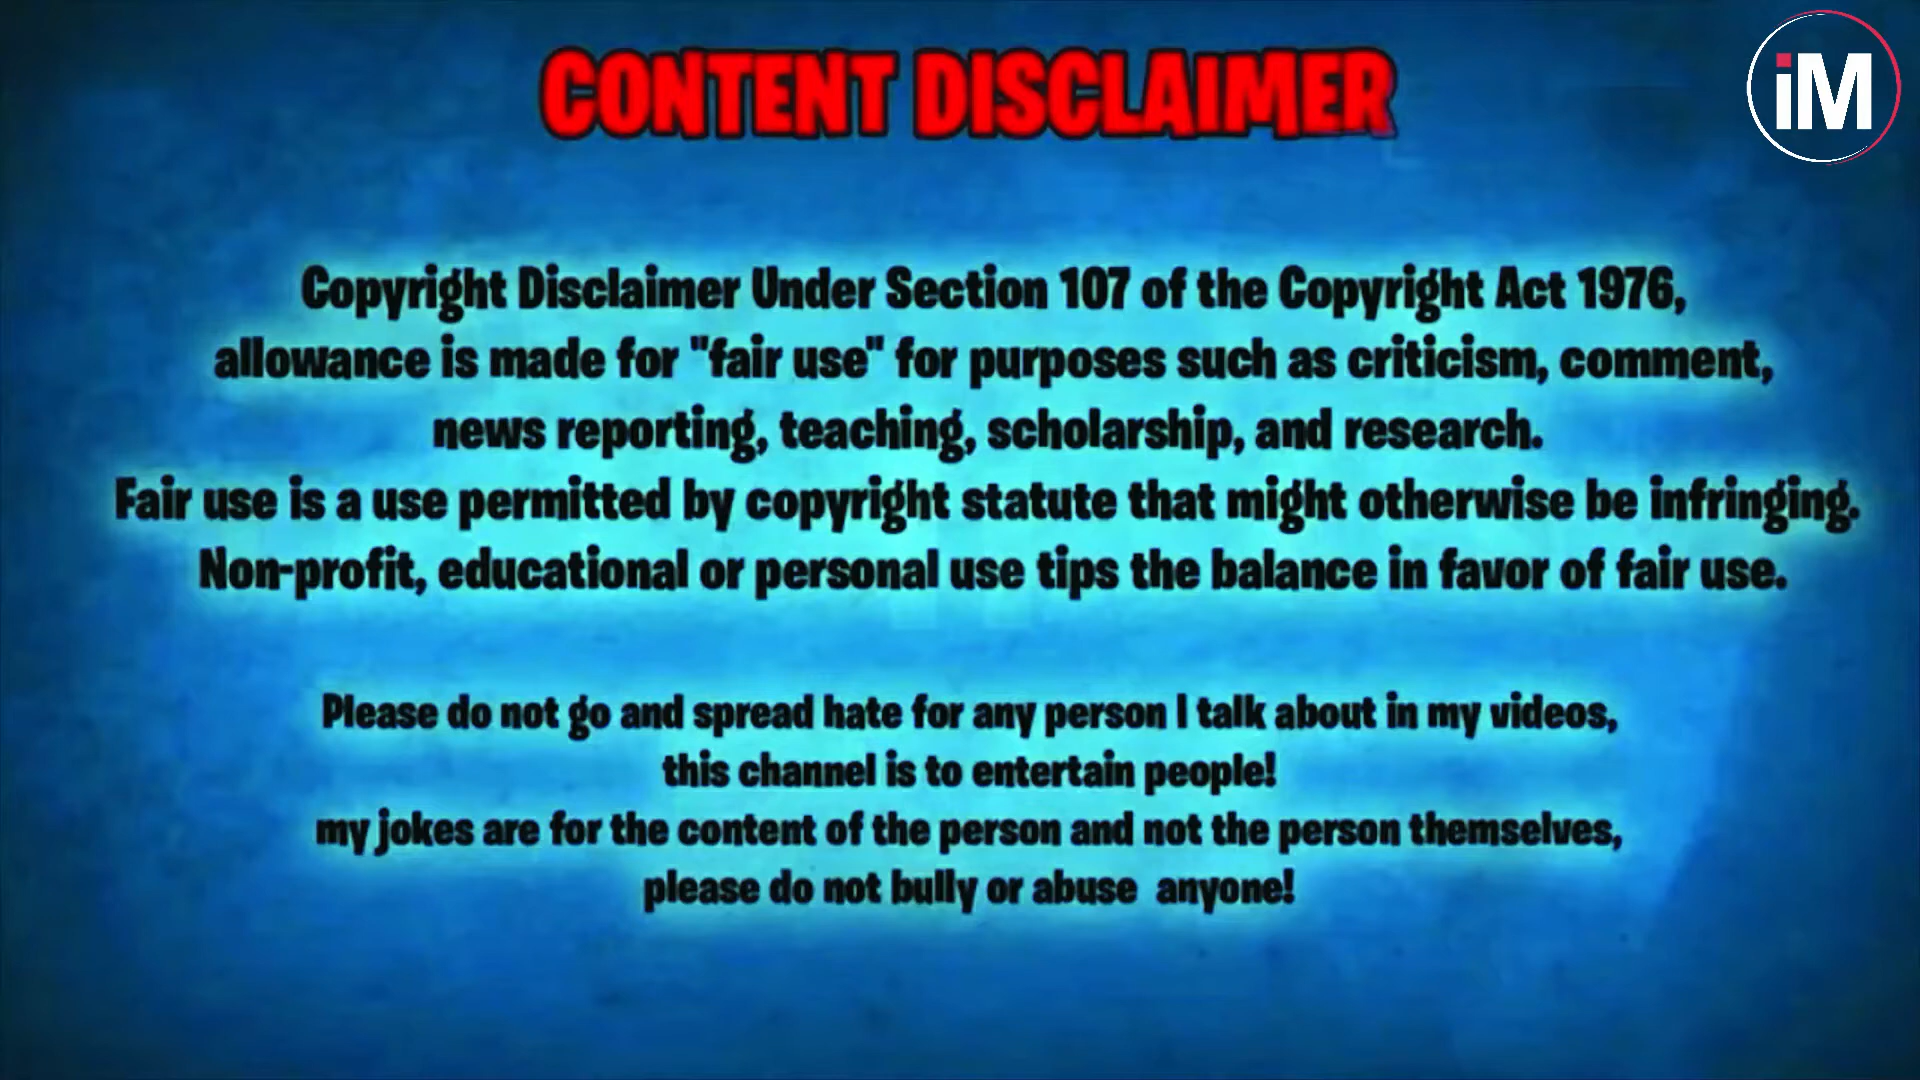 CONTENT DISCLAIMER
iM
Copyright Disclaimer Under Section 107 of the Copyright Act 1976,
allowance is made for "fair use" for purposes such as criticism, comment,
news reporting, teaching, scholarship, and research.
Fair use is a use permitted by copyright statute that might otherwise be infringing.
Non-profit, educational or personal use tips the balance in favor of fair use.
Please do not go and spread hate for any person I talk about in my videos,
this channel is to entertain people!
my jokes are for the content of the person and not the person themselves,
please do not bully or abuse  anyone!